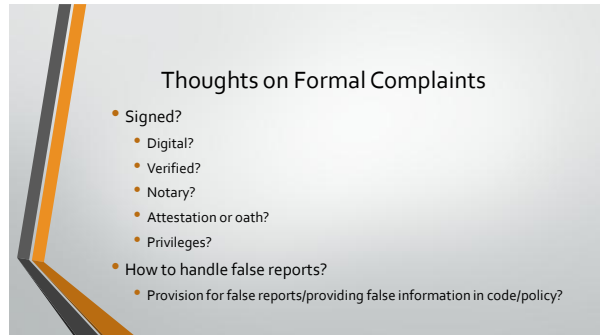 Thoughts on Formal Complaints
• Signed?
• Digital?
• Verified?
• Notary?
• Attestation or oath?
• Privileges?
• How to handle false reports?
• Provision for false reports/providing false information in code/policy?